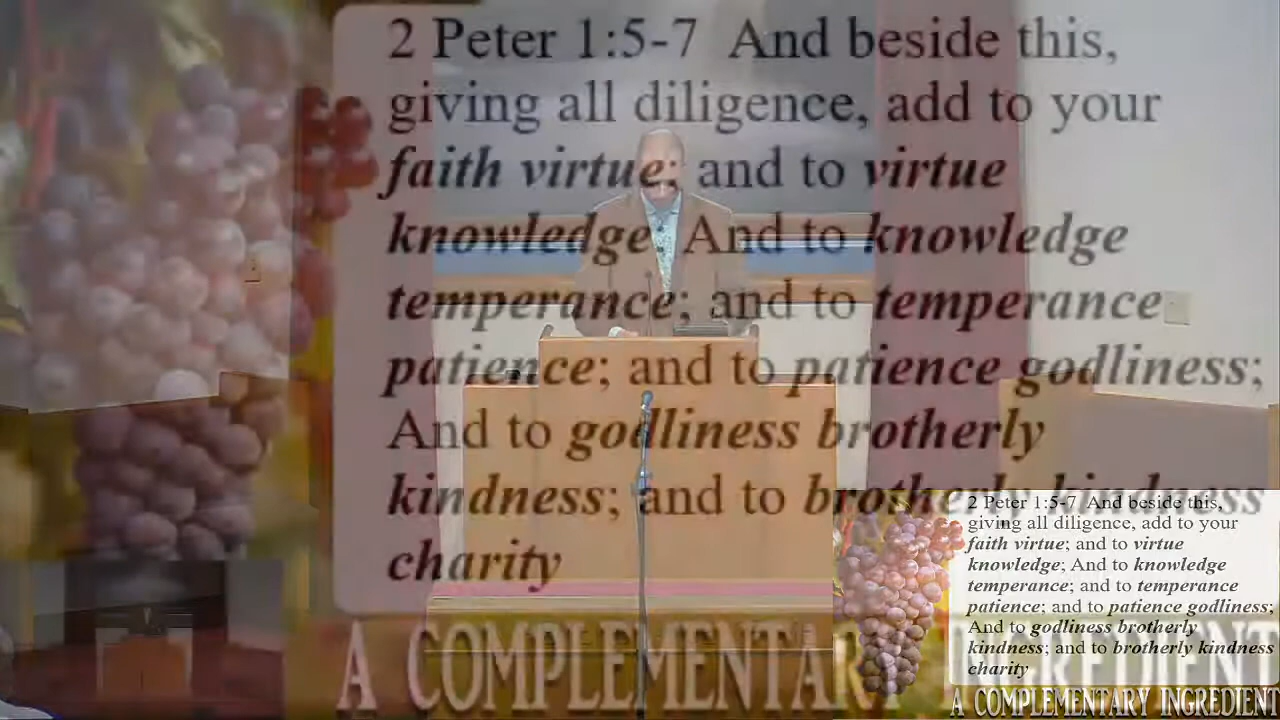 2 Peter 1:5-7 And beside this,
giving all diligence, add to your
faith virtue; and to virtue
knowledge; And to knowledge
temperance; and to temperance
patience; and to patience godliness;
And to godliness brotherly
kindness; and to brotherly kindness
charity
A COMPLEMENTARY INGREDIENT
2 Peter 1:5-7 And beside this,
giving all diligence, add to your
faith virtue; and to virtue
knowledge; And to knowledge
temperance; and to temperance
patience; and to patience godliness;
And to godliness brotherly
kindness; and to brotherly kindness
charity
A COMPLEMENTARY INGREDIENT